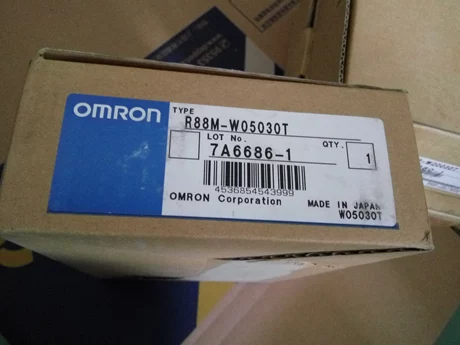 OMRON
TYPE
R88M-W05030T
LOT No.
QTY.
7A6686-1
1
4536854543999
OMRON Corporation
MADE IN JAPAN
W05030T